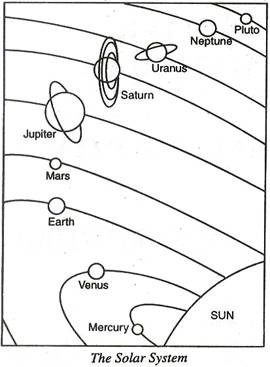 Pluto
Neptune
Uranus
Saturn
Jupiter
Mars
Earth
Venus
SUN
Mercury
The Solar System